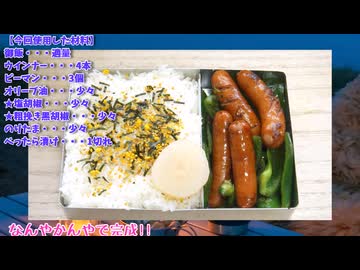 【今回使用した材料】
御飯・・・適量
ウインナー・・・4本
ピーマン・・・3個
オリーブ油・・・少々
★塩胡椒・・・少々
★粗挽き黒胡椒・・・少々
のりたま・・・少々
べったら漬け・・・1切れ
なんやかんやで完成!!